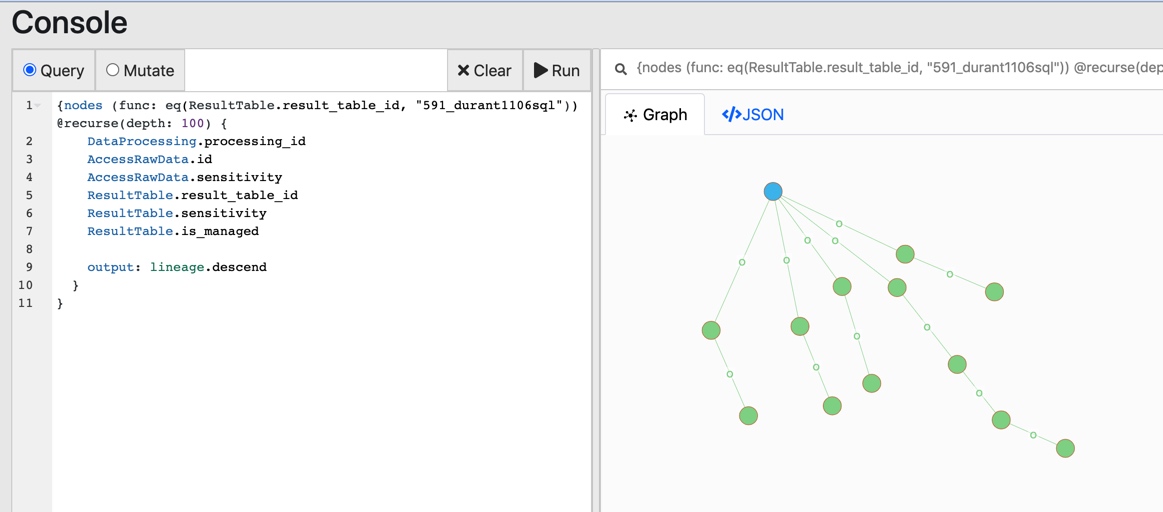 Console
Query
Mutate
Clear
Run
1 {nodes (func: eq(ResultTable.result_table_id, "591_durant1106sql"))
@recurse(depth: 100) {
2 DataProcessing.processing_id
3 AccessRawData.id
4 AccessRawData.sensitivity
5 ResultTable.result_table_id
6 ResultTable.sensitivity
7 ResultTable.is_managed
8
9 output: lineage.descend
10 }
11 }
{nodes (func: eq(ResultTable.result_table_id, "591_durant1106sql")) @recurse(dep
Graph
</>JSON